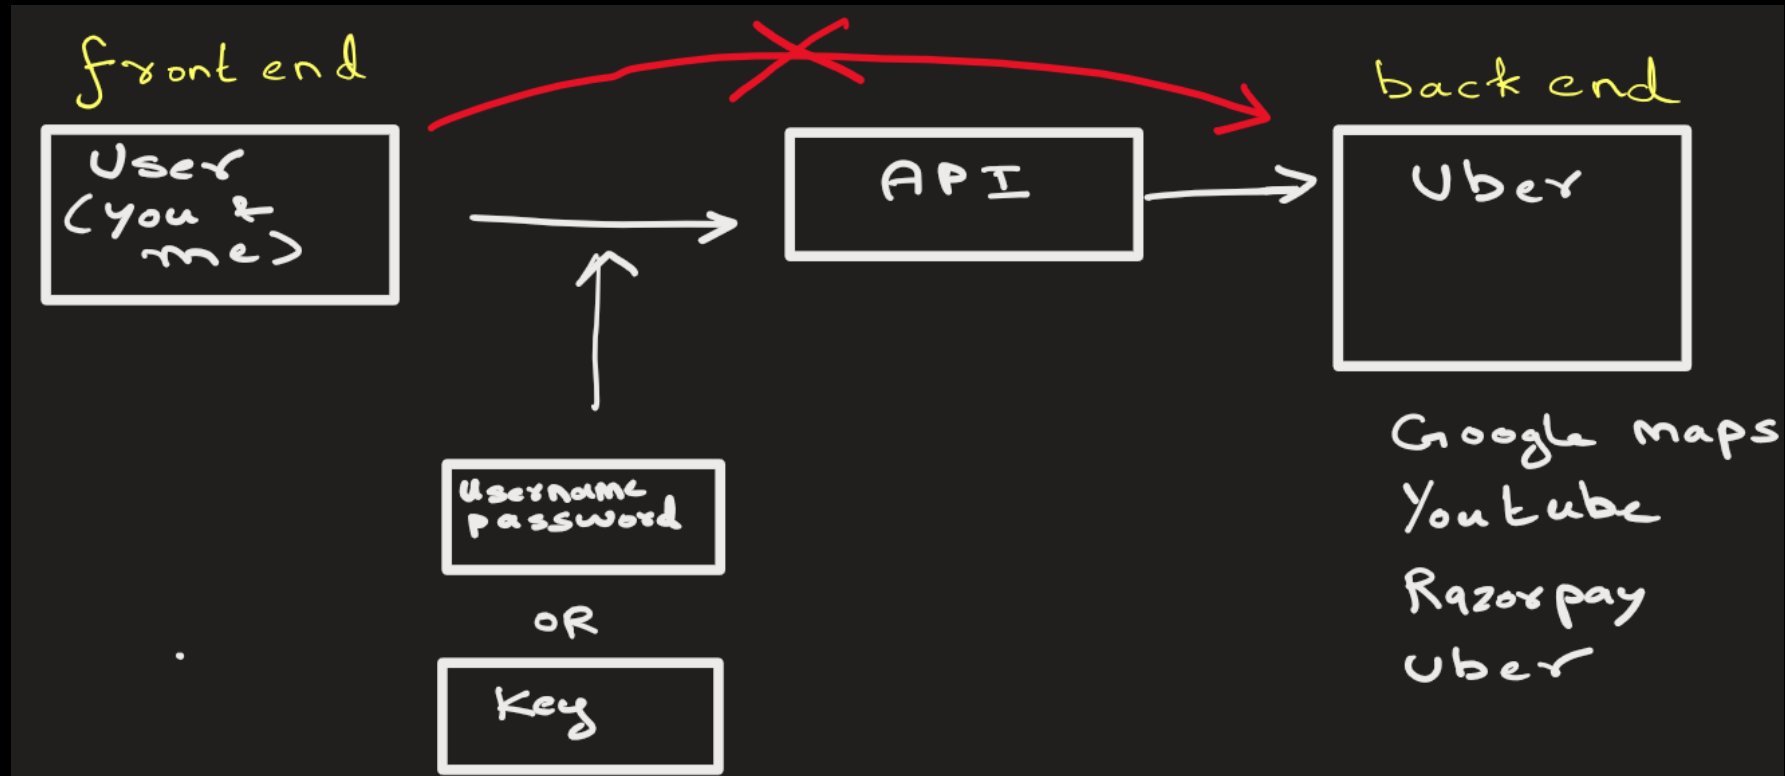 front end
User
(you &
me)
API
back end
Uber
username
password
OR
Key
Google maps
Youtube
Razorpay
Uber